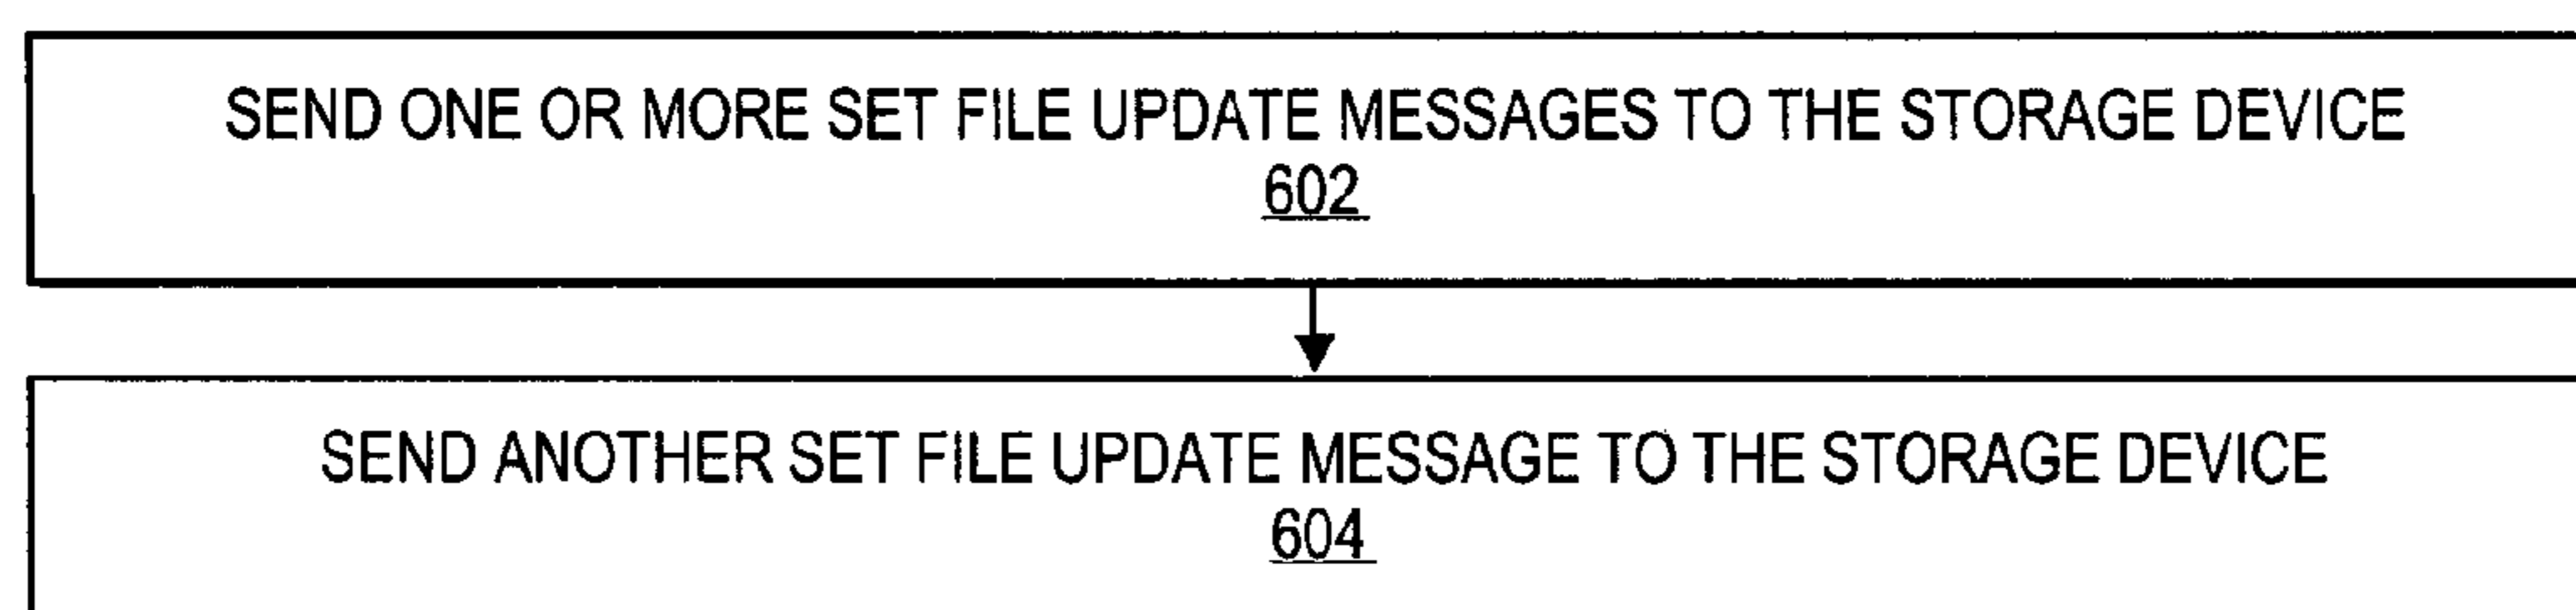 SEND ONE OR MORE SET FILE UPDATE MESSAGES TO THE STORAGE DEVICE
602
SEND ANOTHER SET FILE UPDATE MESSAGE TO THE STORAGE DEVICE
604